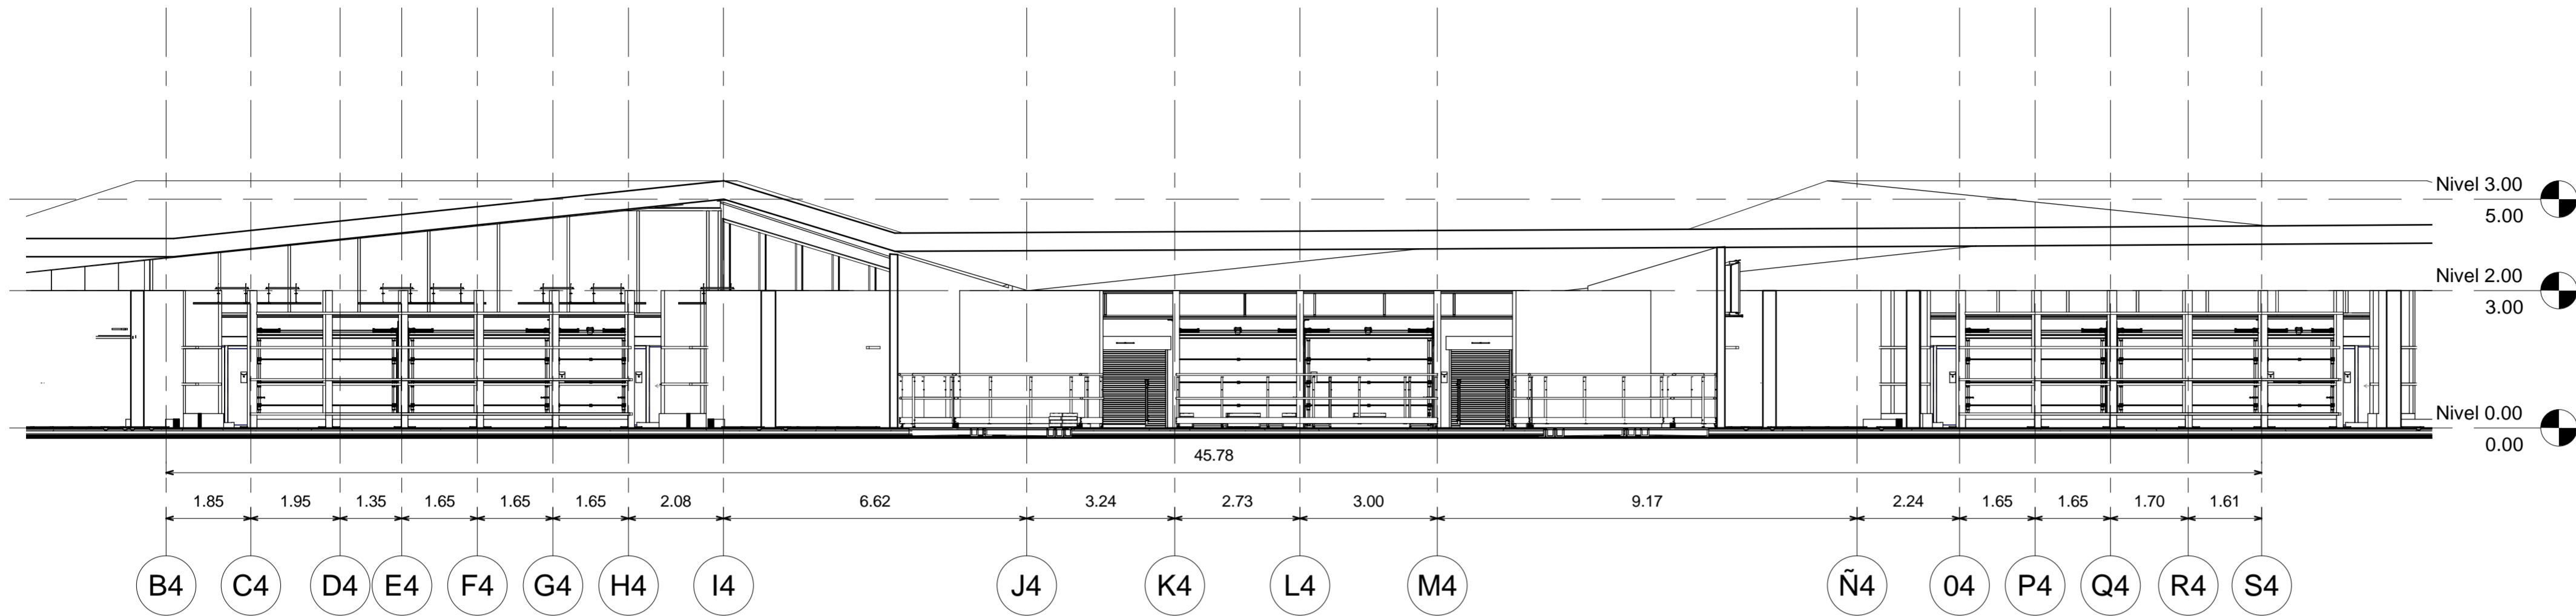 Nivel 3.00
5.00
Nivel 2.00
3.00
Nivel 0.00
0.00
45.78
1.85 1.95 1.35 1.65 1.65 1.65 2.08 6.62 3.24 2.73 3.00 9.17 2.24 1.65 1.65 1.70 1.61
B4 C4 D4 E4 F4 G4 H4 I4 J4 K4 L4 M4 Ñ4 04 P4 Q4 R4 S4